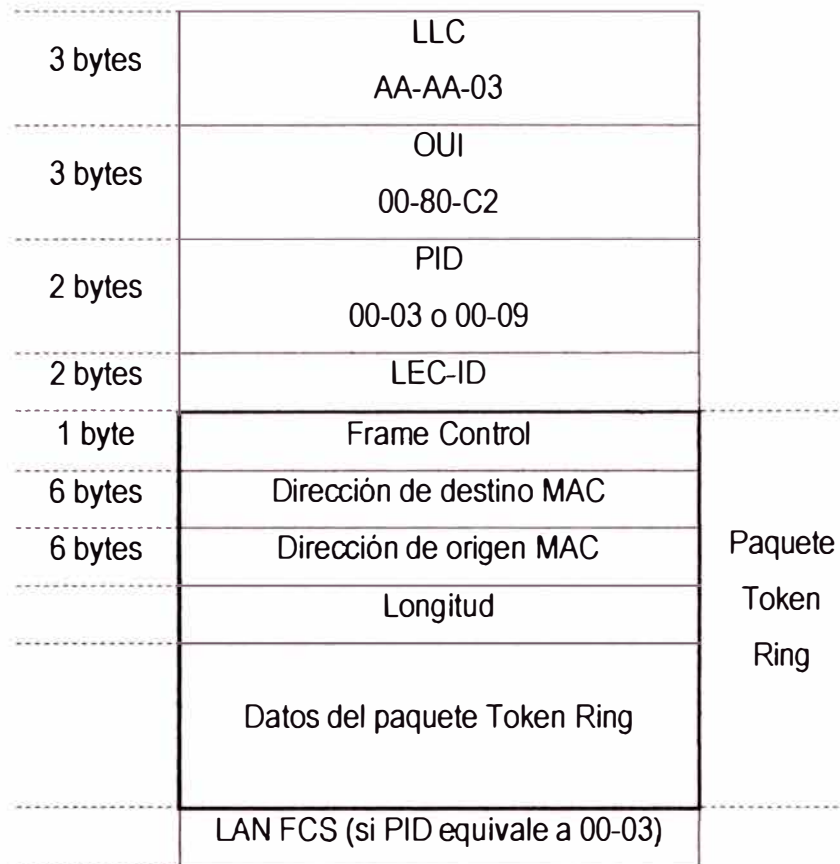 3 bytes
LLC
AA-AA-03
3 bytes
OUI
00-80-C2
2 bytes
PID
00-03 o 00-09
2 bytes
LEC-ID
1 byte
Frame Control
6 bytes
Dirección de destino MAC
6 bytes
Dirección de origen MAC
Longitud
Datos del paquete Token Ring
Paquete
Token
Ring
LAN FCS (si PID equivale a 00-03)